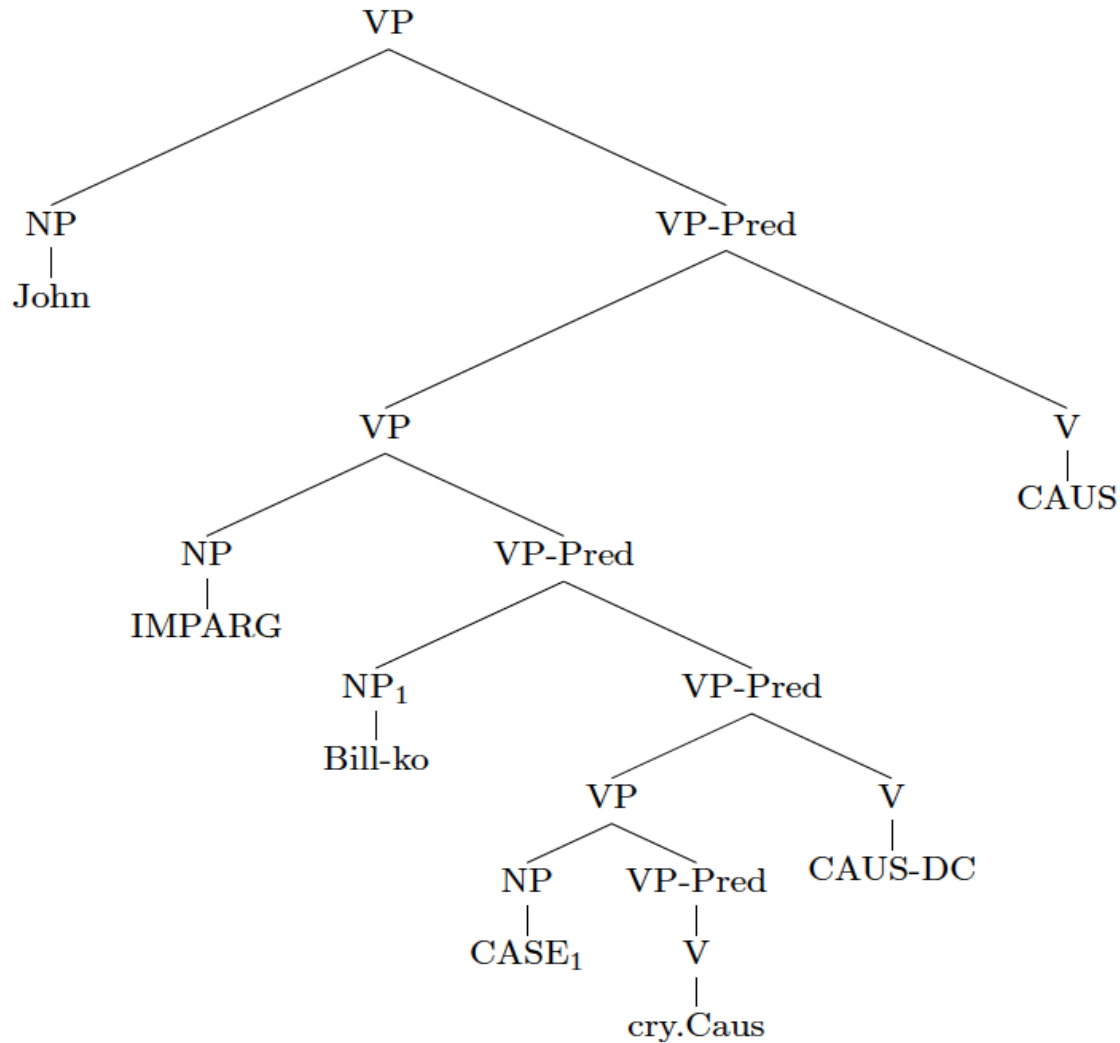 VP
NP VP-Pred
John
VP V
CAUS
NP VP-Pred
IMPARG
NP₁ VP-Pred
Bill-ko
VP V
NP VP-Pred CAUS-DC
CASE₁ V
cry.Caus